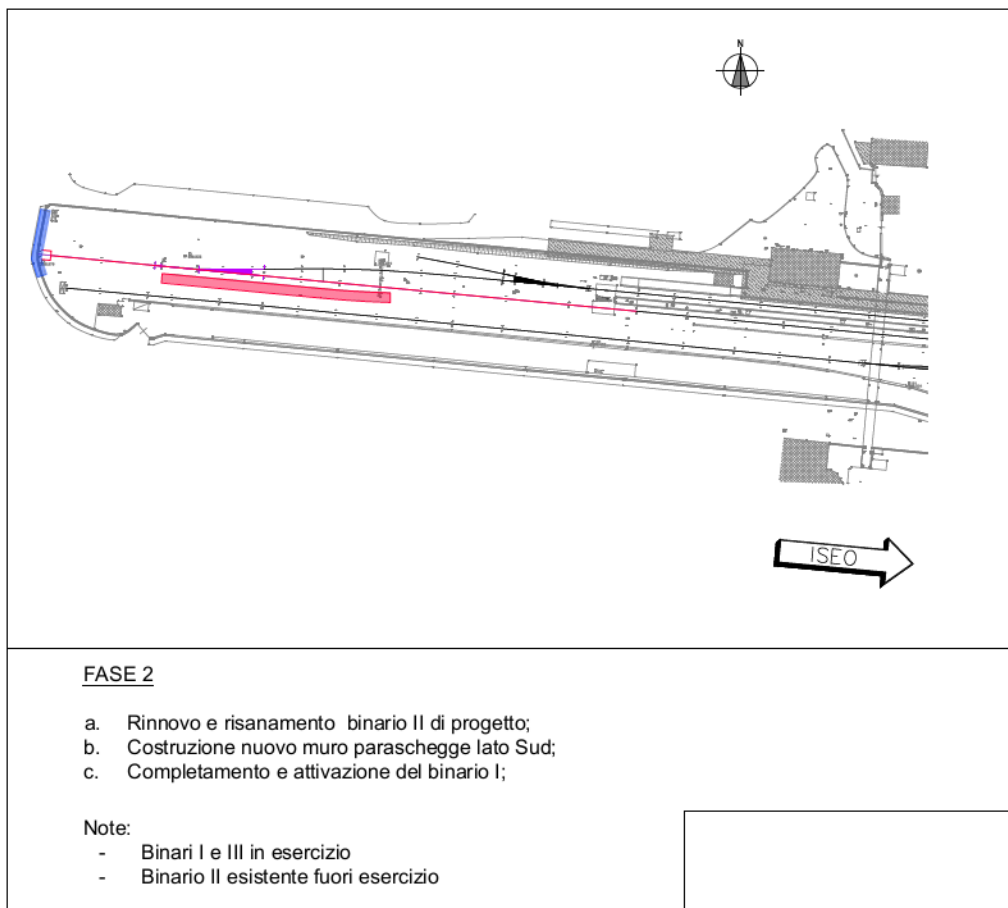 N
ISEO
FASE 2
a. Rinnovo e risanamento binario II di progetto;
b. Costruzione nuovo muro paraschegge lato Sud;
c. Completamento e attivazione del binario I;
Note:
- Binari I e III in esercizio
- Binario II esistente fuori esercizio